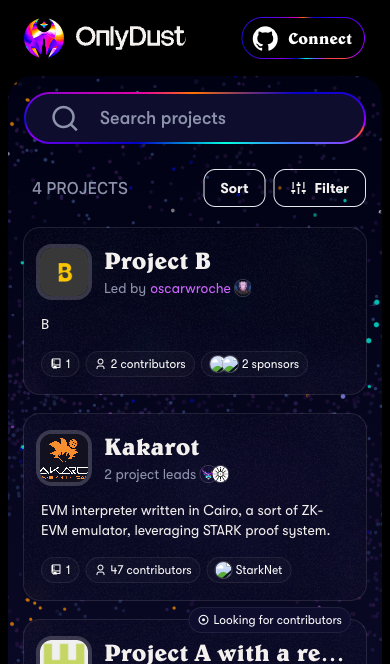 OnlyDust
Connect
Search projects
4 PROJECTS
Sort
Filter
B
Project B
Led by oscarwroche
B
1
2 contributors
2 sponsors
Kakarot
2 project leads
EVM interpreter written in Cairo, a sort of ZK-
EVM emulator, leveraging STARK proof system.
1
47 contributors
StarkNet
Looking for contributors
Project A with a re...